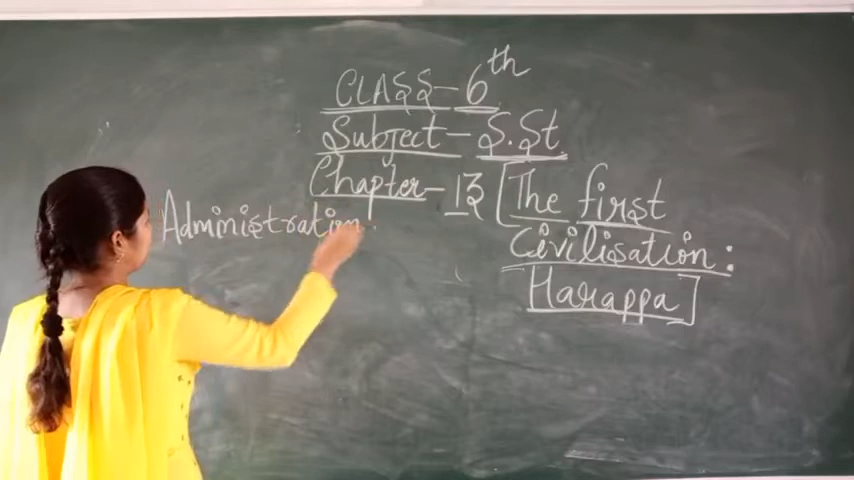 CLASS-6th
Subject-S.St
Chapter-13 [The first
Civilisation:
Harappa]
Administration